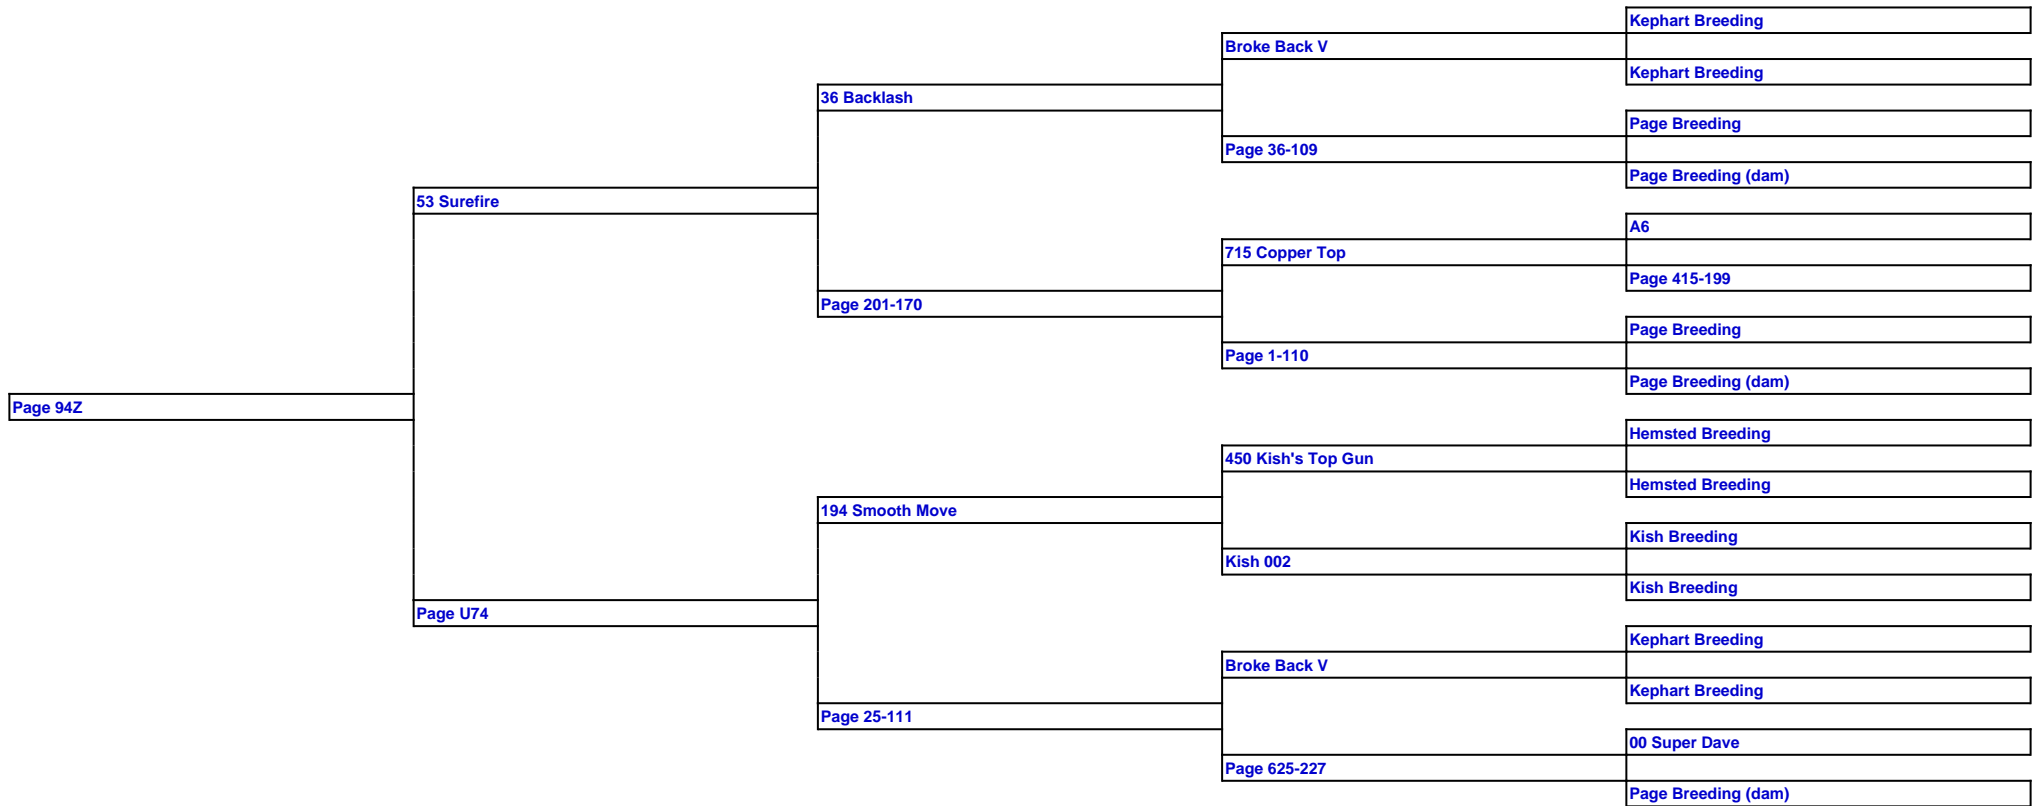 Kephart Breeding
Broke Back V
Kephart Breeding
36 Backlash
Page Breeding
Page 36-109
Page Breeding (dam)
53 Surefire
A6
715 Copper Top
Page 415-199
Page 201-170
Page Breeding
Page 1-110
Page Breeding (dam)
Page 94Z
Hemsted Breeding
450 Kish's Top Gun
Hemsted Breeding
194 Smooth Move
Kish Breeding
Kish 002
Kish Breeding
Page U74
Kephart Breeding
Broke Back V
Kephart Breeding
Page 25-111
00 Super Dave
Page 625-227
Page Breeding (dam)